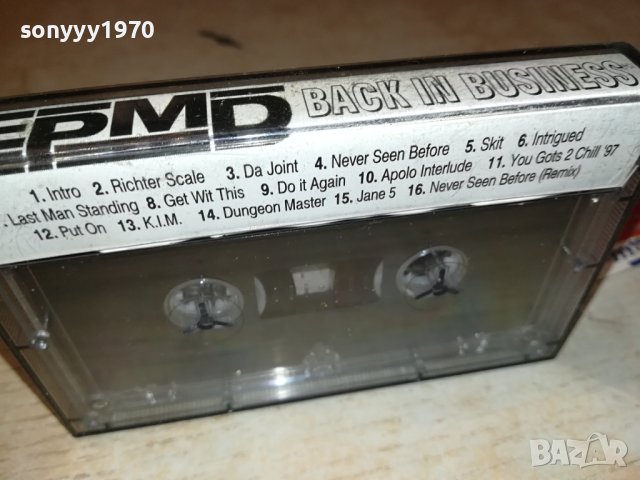 sonyyy1970
EPMD BACK IN BUSINESS
1. Intro 2. Richter Scale 3. Da Joint 4. Never Seen Before 5. Skit 6. Intrigued
. Last Man Standing 8. Get Wit This 9. Do it Again 10. Apolo Interlude 11. You Gots 2 Chill '97
12. Put On 13. K.I.M. 14. Dungeon Master 15. Jane 5 16. Never Seen Before (Remix)
BAZAR